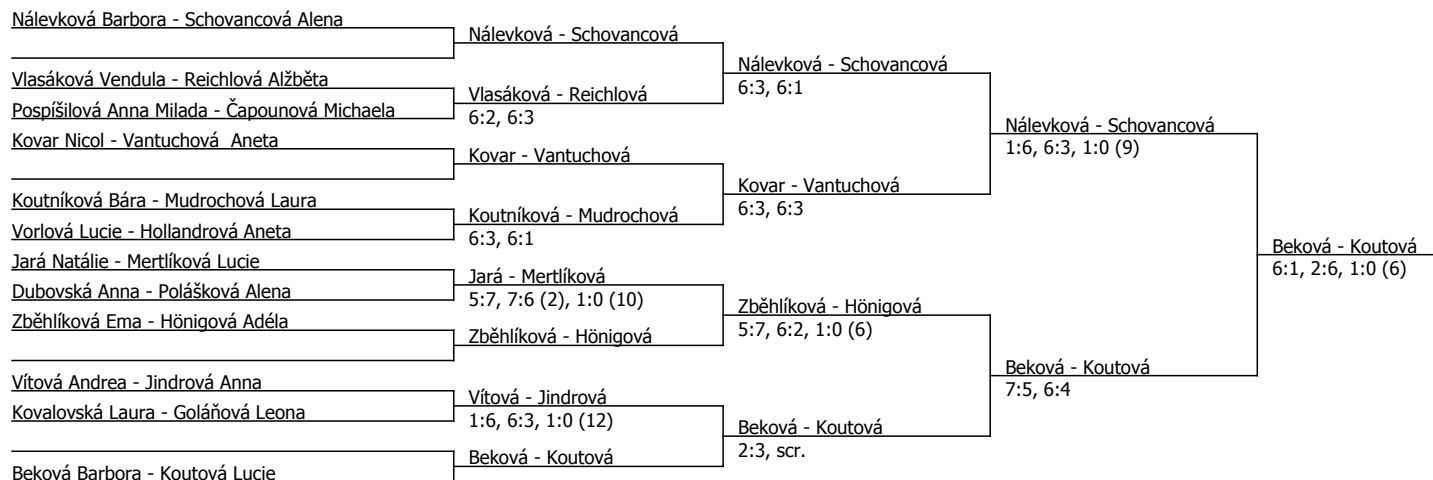 Nálevková Barbora - Schovancová Alena
Vlasáková Vendula - Reichlová Alžběta
Pospíšilová Anna Milada - Čapounová Michaela
Kovar Nicol - Vantuchová  Aneta
Koutníková Bára - Mudrochová Laura
Vorlová Lucie - Hollandrová Aneta
Jará Natálie - Mertlíková Lucie
Dubovská Anna - Polášková Alena
Zběhlíková Ema - Hönigová Adéla
Vítová Andrea - Jindrová Anna
Kovalovská Laura - Goláňová Leona
Beková Barbora - Koutová Lucie
Nálevková - Schovancová
Vlasáková - Reichlová
6:2, 6:3
Kovar - Vantuchová
Koutníková - Mudrochová
6:3, 6:1
Jará - Mertlíková
5:7, 7:6 (2), 1:0 (10)
Zběhlíková - Hönigová
Vítová - Jindrová
1:6, 6:3, 1:0 (12)
Beková - Koutová
Nálevková - Schovancová
6:3, 6:1
Kovar - Vantuchová
6:3, 6:3
Zběhlíková - Hönigová
5:7, 6:2, 1:0 (6)
Beková - Koutová
2:3, scr.
Nálevková - Schovancová
1:6, 6:3, 1:0 (9)
Beková - Koutová
7:5, 6:4
Beková - Koutová
6:1, 2:6, 1:0 (6)